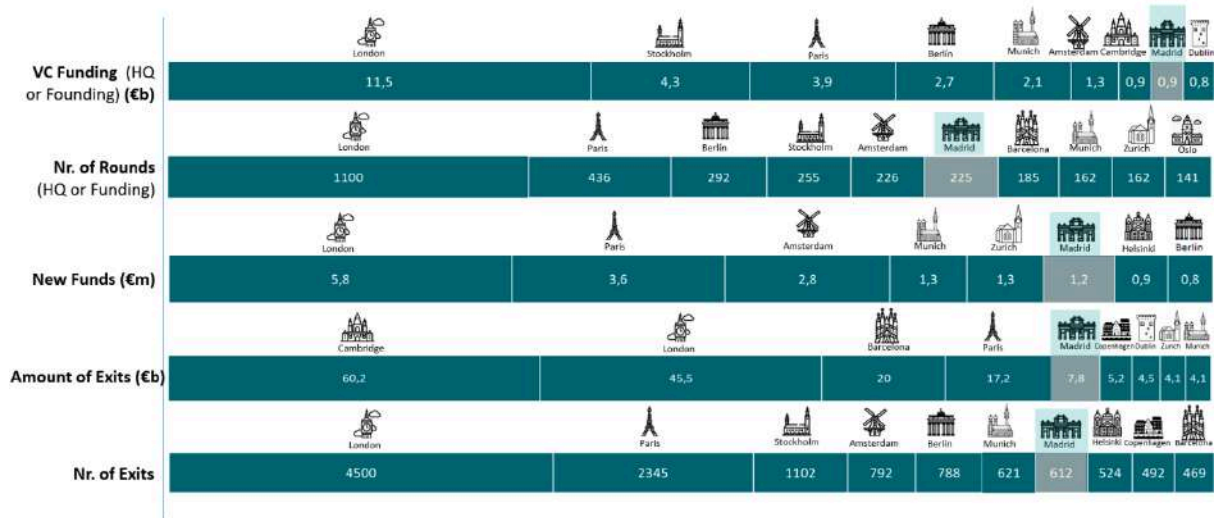 London Stockholm Paris Berlin Munich Amsterdam Cambridge Madrid Dublin
VC Funding (HQ
or Founding) (€b)
11,5 4,3 3,9 2,7 2,1 1,3 0,9 0,9 0,8
London Paris Berlin Stockholm Amsterdam Madrid Barcelona Munich Zurich Oslo
Nr. of Rounds
(HQ or Funding)
1100 436 292 255 226 225 185 162 162 141
London Paris Amsterdam Munich Zurich Madrid Helsinki Berlin
New Funds (€m)
5,8 3,6 2,8 1,3 1,3 1,2 0,9 0,8
Cambridge London Barcelona Paris Madrid Copenhagen Dublin Zurich Munich
Amount of Exits (€b)
60,2 45,5 20 17,2 7,8 5,2 4,5 4,1 4,1
London Paris Stockholm Amsterdam Berlin Munich Madrid Helsinki Copenhagen Barcelona
Nr. of Exits
4500 2345 1102 792 788 621 612 524 492 469